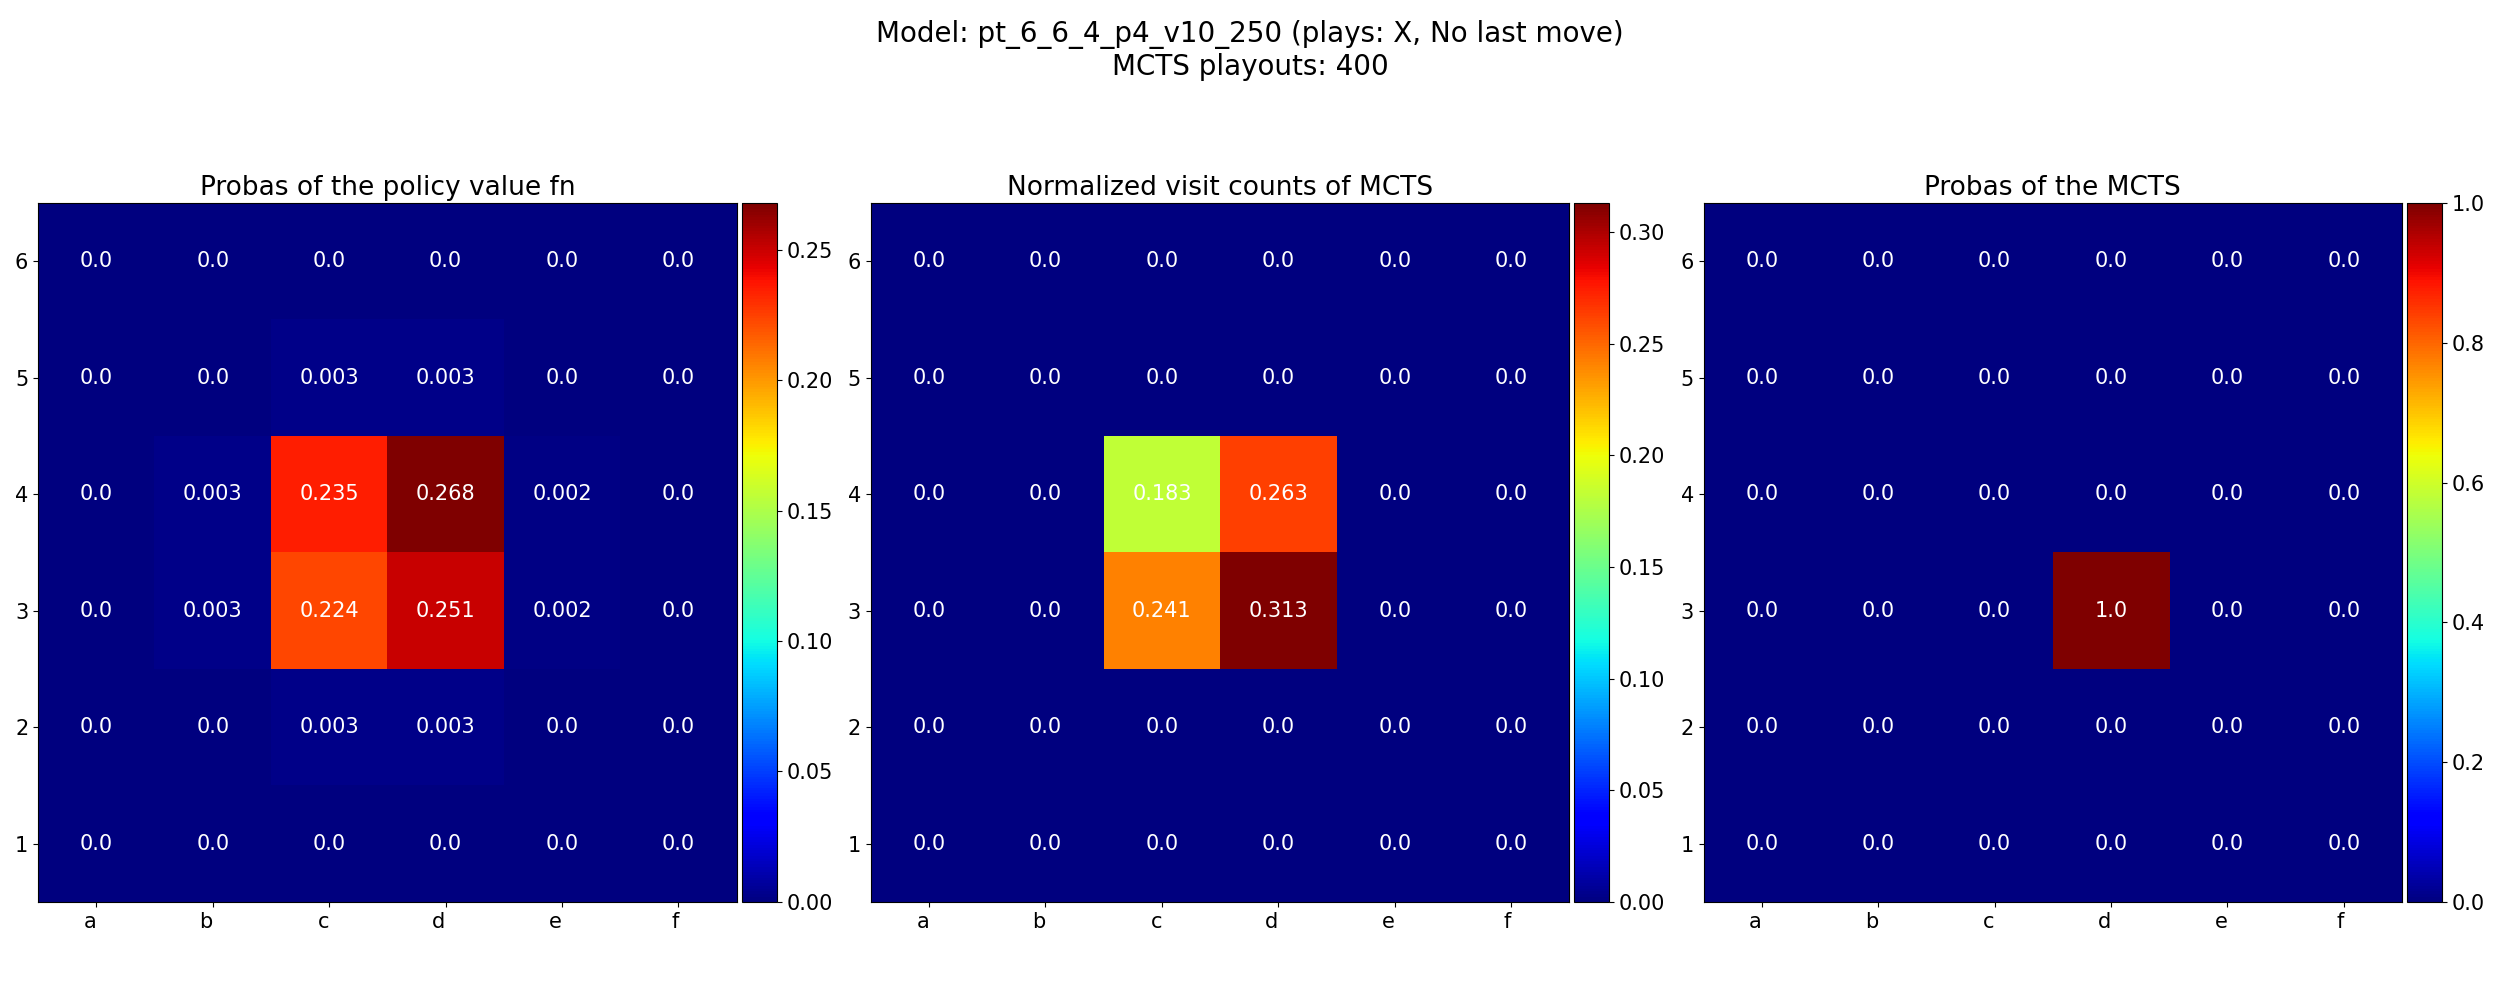 Model: pt_6_6_4_p4_v10_250 (plays: X, No last move)
MCTS playouts: 400
Probas of the policy value fn
6 0.0 0.0 0.0 0.0 0.0 0.0
5 0.0 0.0 0.003 0.003 0.0 0.0
4 0.0 0.003 0.235 0.268 0.002 0.0
3 0.0 0.003 0.224 0.251 0.002 0.0
2 0.0 0.0 0.003 0.003 0.0 0.0
1 0.0 0.0 0.0 0.0 0.0 0.0
a b c d e f
0.25
0.20
0.15
0.10
0.05
0.00
Normalized visit counts of MCTS
6 0.0 0.0 0.0 0.0 0.0 0.0
5 0.0 0.0 0.0 0.0 0.0 0.0
4 0.0 0.0 0.183 0.263 0.0 0.0
3 0.0 0.0 0.241 0.313 0.0 0.0
2 0.0 0.0 0.0 0.0 0.0 0.0
1 0.0 0.0 0.0 0.0 0.0 0.0
a b c d e f
0.30
0.25
0.20
0.15
0.10
0.05
0.00
Probas of the MCTS
6 0.0 0.0 0.0 0.0 0.0 0.0
5 0.0 0.0 0.0 0.0 0.0 0.0
4 0.0 0.0 0.0 0.0 0.0 0.0
3 0.0 0.0 0.0 1.0 0.0 0.0
2 0.0 0.0 0.0 0.0 0.0 0.0
1 0.0 0.0 0.0 0.0 0.0 0.0
a b c d e f
1.0
0.8
0.6
0.4
0.2
0.0